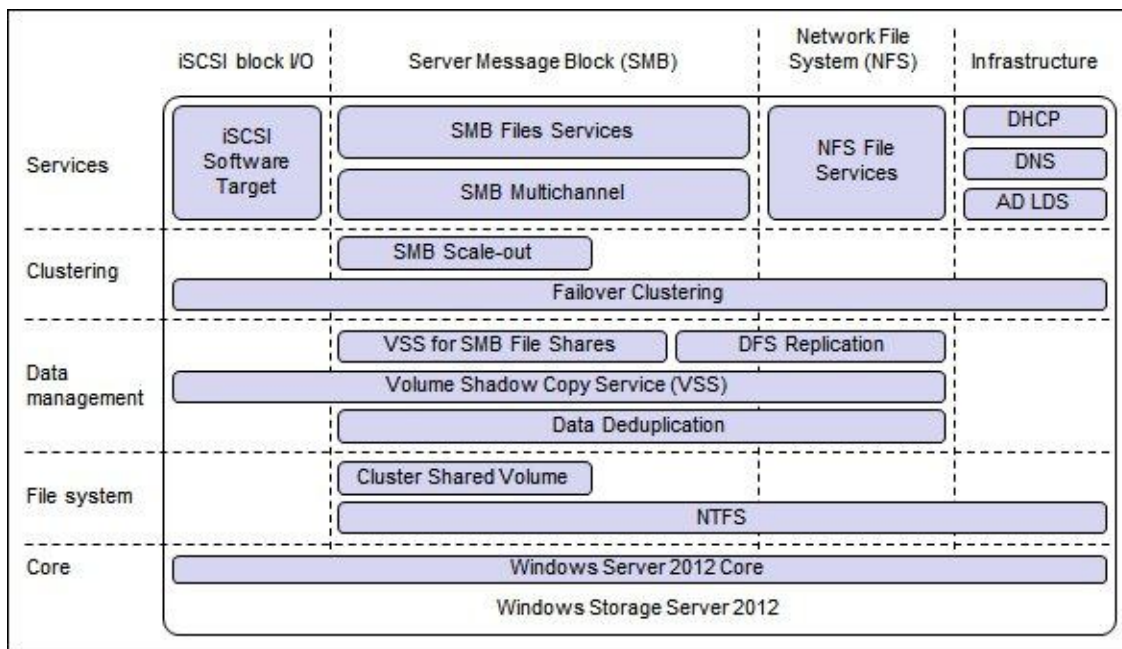 iSCSI block I/O
Server Message Block (SMB)
Network File
System (NFS)
Infrastructure
Services
iSCSI
Software
Target
SMB Files Services
SMB Multichannel
NFS File
Services
DHCP
DNS
AD LDS
Clustering
SMB Scale-out
Failover Clustering
Data
management
VSS for SMB File Shares
DFS Replication
Volume Shadow Copy Service (VSS)
Data Deduplication
File system
Cluster Shared Volume
NTFS
Core
Windows Server 2012 Core
Windows Storage Server 2012